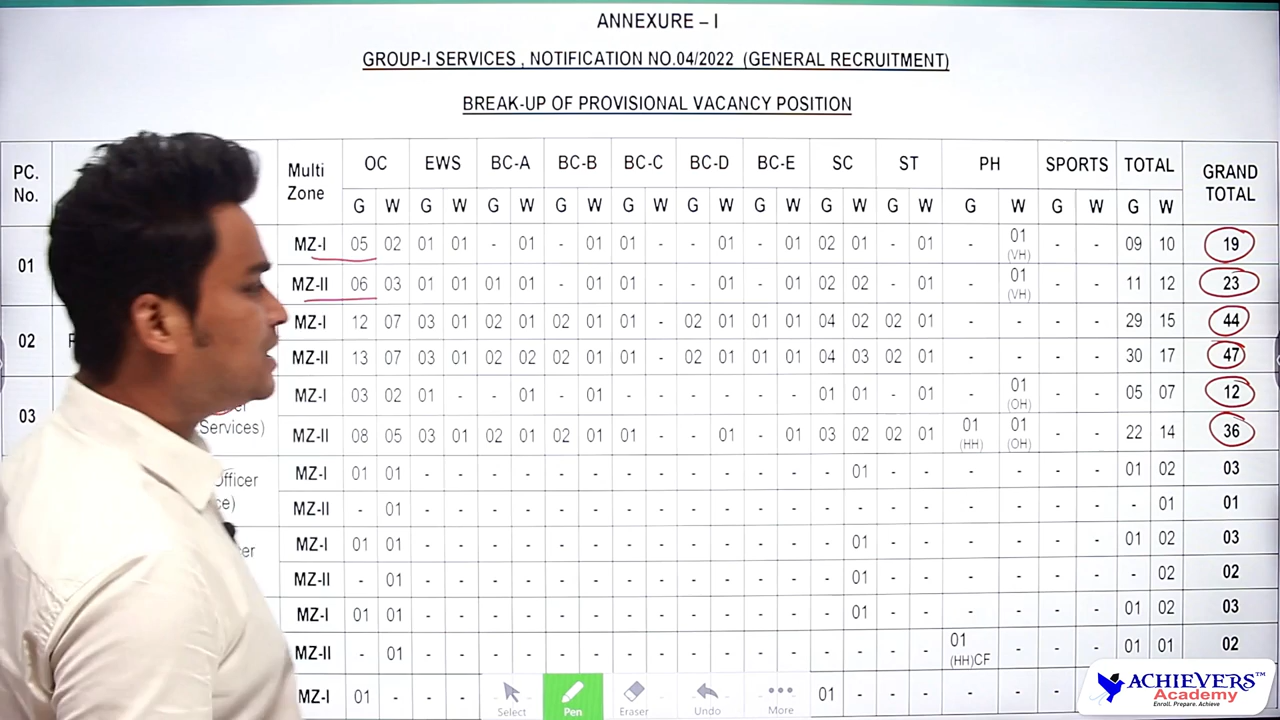 ANNEXURE – I
GROUP-I SERVICES , NOTIFICATION NO.04/2022 (GENERAL RECRUITMENT)
BREAK-UP OF PROVISIONAL VACANCY POSITION
PC. No. Multi Zone OC EWS BC-A BC-B BC-C BC-D BC-E SC ST PH SPORTS TOTAL GRAND TOTAL
G W G W G W G W G W G W G W G W G W G W G W G W
01 MZ-I 05 02 01 01 - 01 - 01 01 - - 01 - 01 02 01 - 01 - 01 (VH) - - 09 10 19
MZ-II 06 03 01 01 01 01 - 01 01 - - 01 - 01 02 02 - 01 - 01 (VH) - - 11 12 23
02 MZ-I 12 07 03 01 02 01 02 01 01 - 02 01 01 01 04 02 02 01 - - - - 29 15 44
MZ-II 13 07 03 01 02 02 02 01 01 - 02 01 01 01 04 03 02 01 - - - - 30 17 47
03 MZ-I 03 02 01 - - 01 - 01 - - - - - - 01 01 - 01 - 01 (OH) - - 05 07 12
Services) MZ-II 08 05 03 01 02 01 02 01 01 - - 01 - 01 03 02 02 01 01 (HH) 01 (OH) - - 22 14 36
Officer MZ-I 01 01 - - - - - - - - - - - - - 01 - - - - - - 01 02 03
ce) MZ-II - 01 - - - - - - - - - - - - - - - - - - - - - 01 01
cer MZ-I 01 01 - - - - - - - - - - - - - 01 - - - - - - 01 02 03
MZ-II - 01 - - - - - - - - - - - - - 01 - - - - - - - 02 02
MZ-I 01 01 - - - - - - - - - - - - - 01 - - - - - - 01 02 03
MZ-II - 01 - - - - - - - - - - - - - - - - 01 (HH)CF - - - 01 01 02
MZ-I 01 - - - 01 - - - - -
Select Pen Eraser Undo More
ACHIEVERS™
Academy
Enroll. Prepare. Achieve